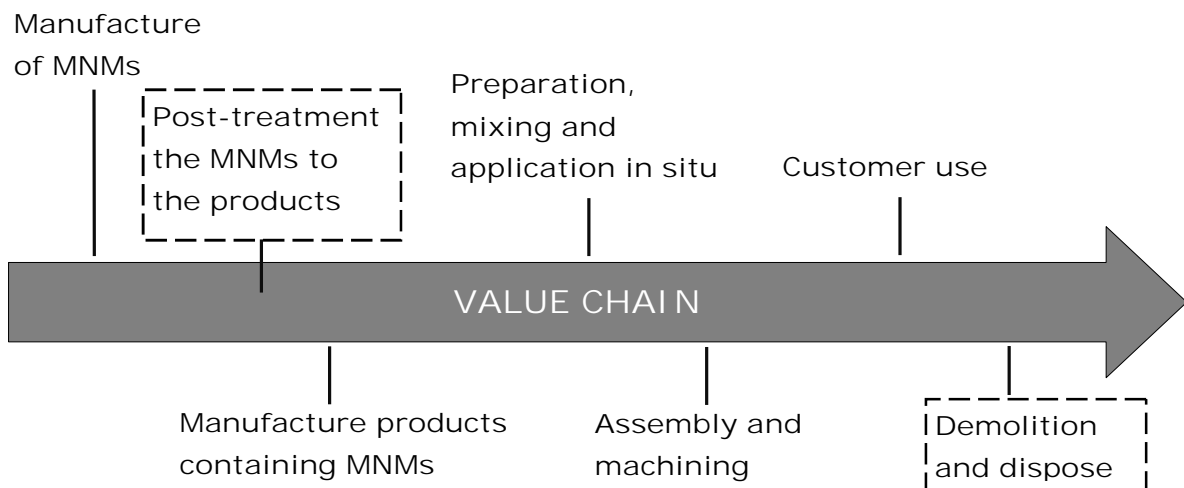 Manufacture
of MNMs
Post-treatment
the MNMs to
the products
Preparation,
mixing and
application in situ
Customer use
VALUE CHAIN
Manufacture products
containing MNMs
Assembly and
machining
Demolition
and dispose